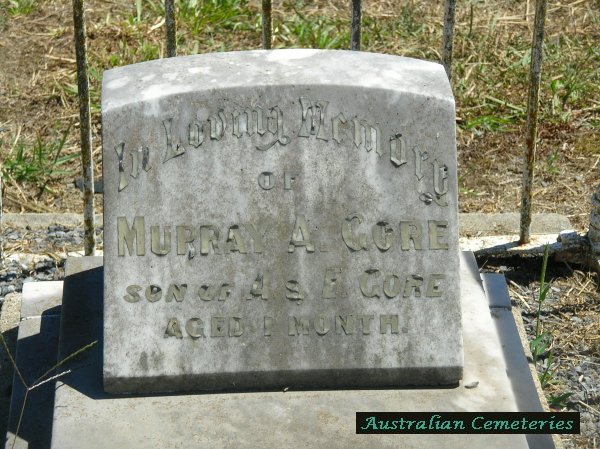 In Loving Memory
of
MURRAY A. GORE
SON OF A. & E. GORE
AGED 1 MONTH.
Australian Cemeteries